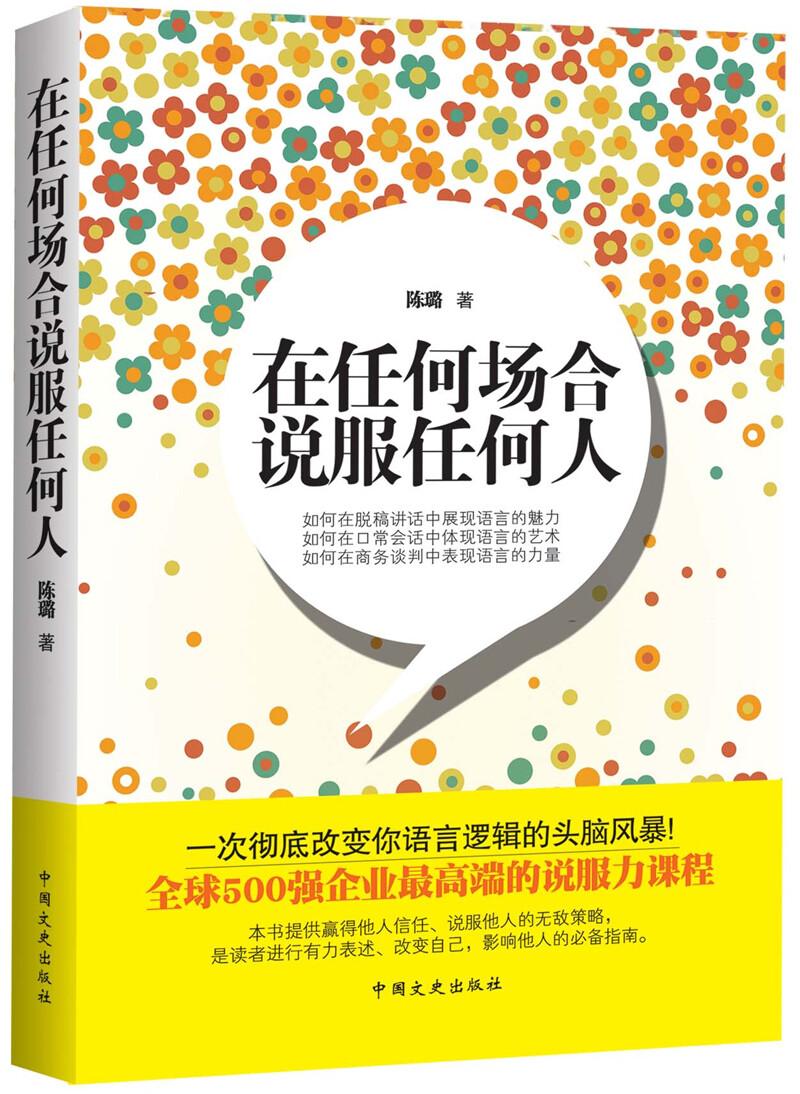 在任何场合说服任何人
陈璐 著
中国文史出版社
陈璐 著
在任何场合
说服任何人
如何在脱稿讲话中展现语言的魅力
如何在口常会话中体现语言的艺术
如何在商务谈判中表现语言的力量
一次彻底改变你语言逻辑的头脑风暴!
全球500强企业最高端的说服力课程
本书提供赢得他人信任、说服他人的无敌策略，
是读者进行有力表述、改变自己，影响他人的必备指南。
中国文史出版社